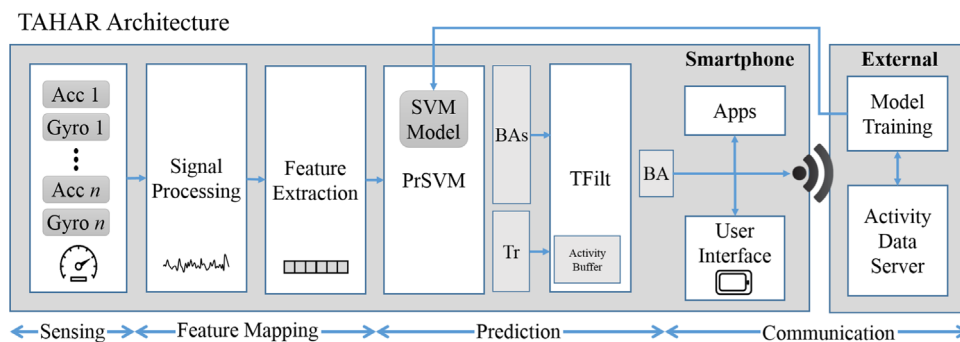 TAHAR Architecture
Smartphone
External
Acc 1
Gyro 1
Acc n
Gyro n
Signal
Processing
Feature
Extraction
SVM
Model
PrSVM
BAs
Tr
TFilt
Activity
Buffer
BA
Apps
User
Interface
Model
Training
Activity
Data
Server
Sensing
Feature Mapping
Prediction
Communication